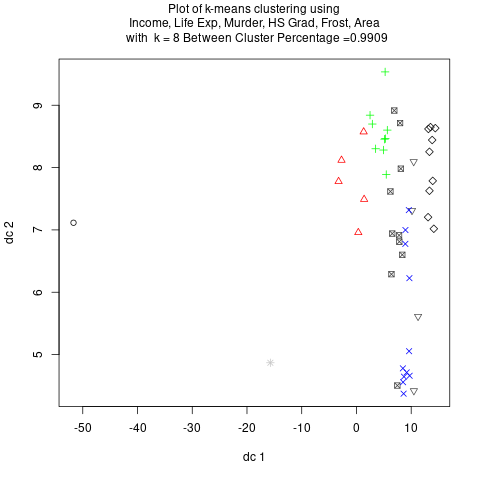 Plot of k-means clustering using
Income, Life Exp, Murder, HS Grad, Frost, Area
with  k = 8 Between Cluster Percentage =0.9909
9
8
7
6
5
dc 2
-50
-40
-30
-20
-10
0
10
dc 1